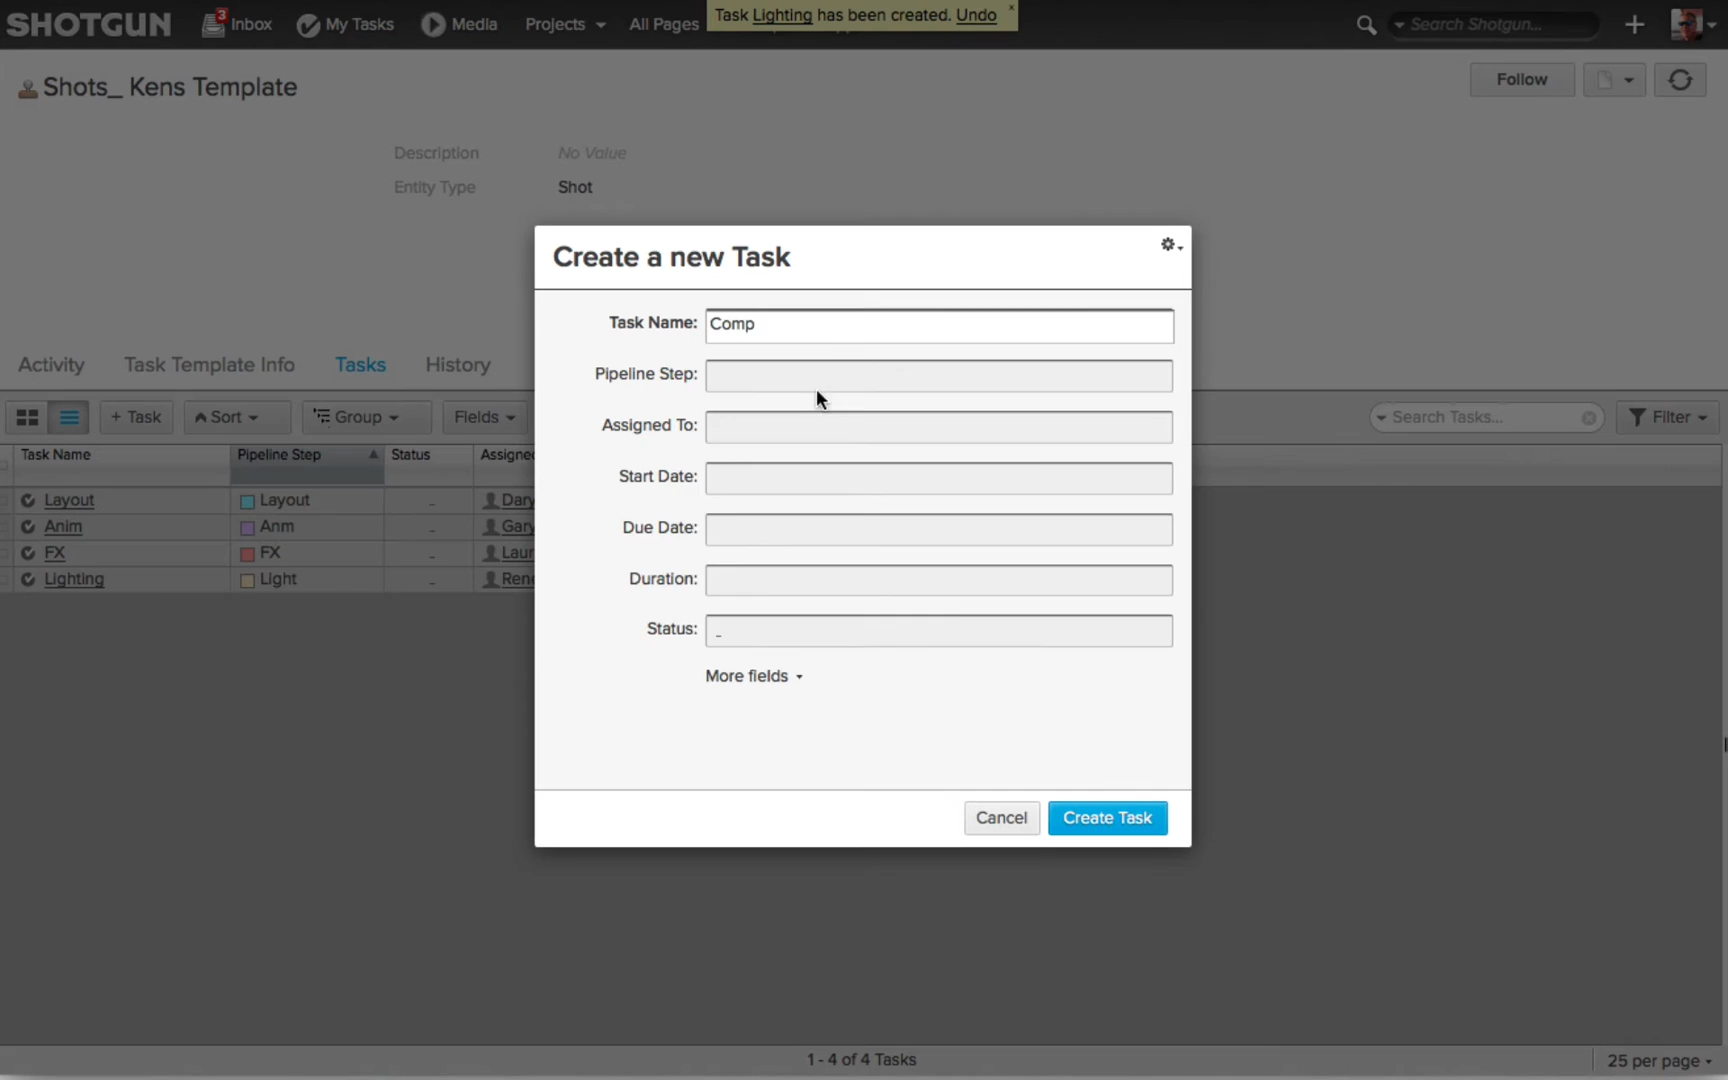 SHOTGUN
3
Inbox
My Tasks
Media
Projects
All Pages
Task Lighting has been created. Undo
Search Shotgun...
Shots_ Kens Template
Follow
Description No Value
Entity Type Shot
Create a new Task
Task Name: Comp
Pipeline Step:
Assigned To:
Start Date:
Due Date:
Duration:
Status: -
More fields
Cancel
Create Task
Activity
Task Template Info
Tasks
History
+ Task
Sort
Group
Fields
Search Tasks...
Filter
Task Name Pipeline Step Status
Layout Layout -
Anim Anm -
FX FX -
Lighting Light -
1 - 4 of 4 Tasks
25 per page